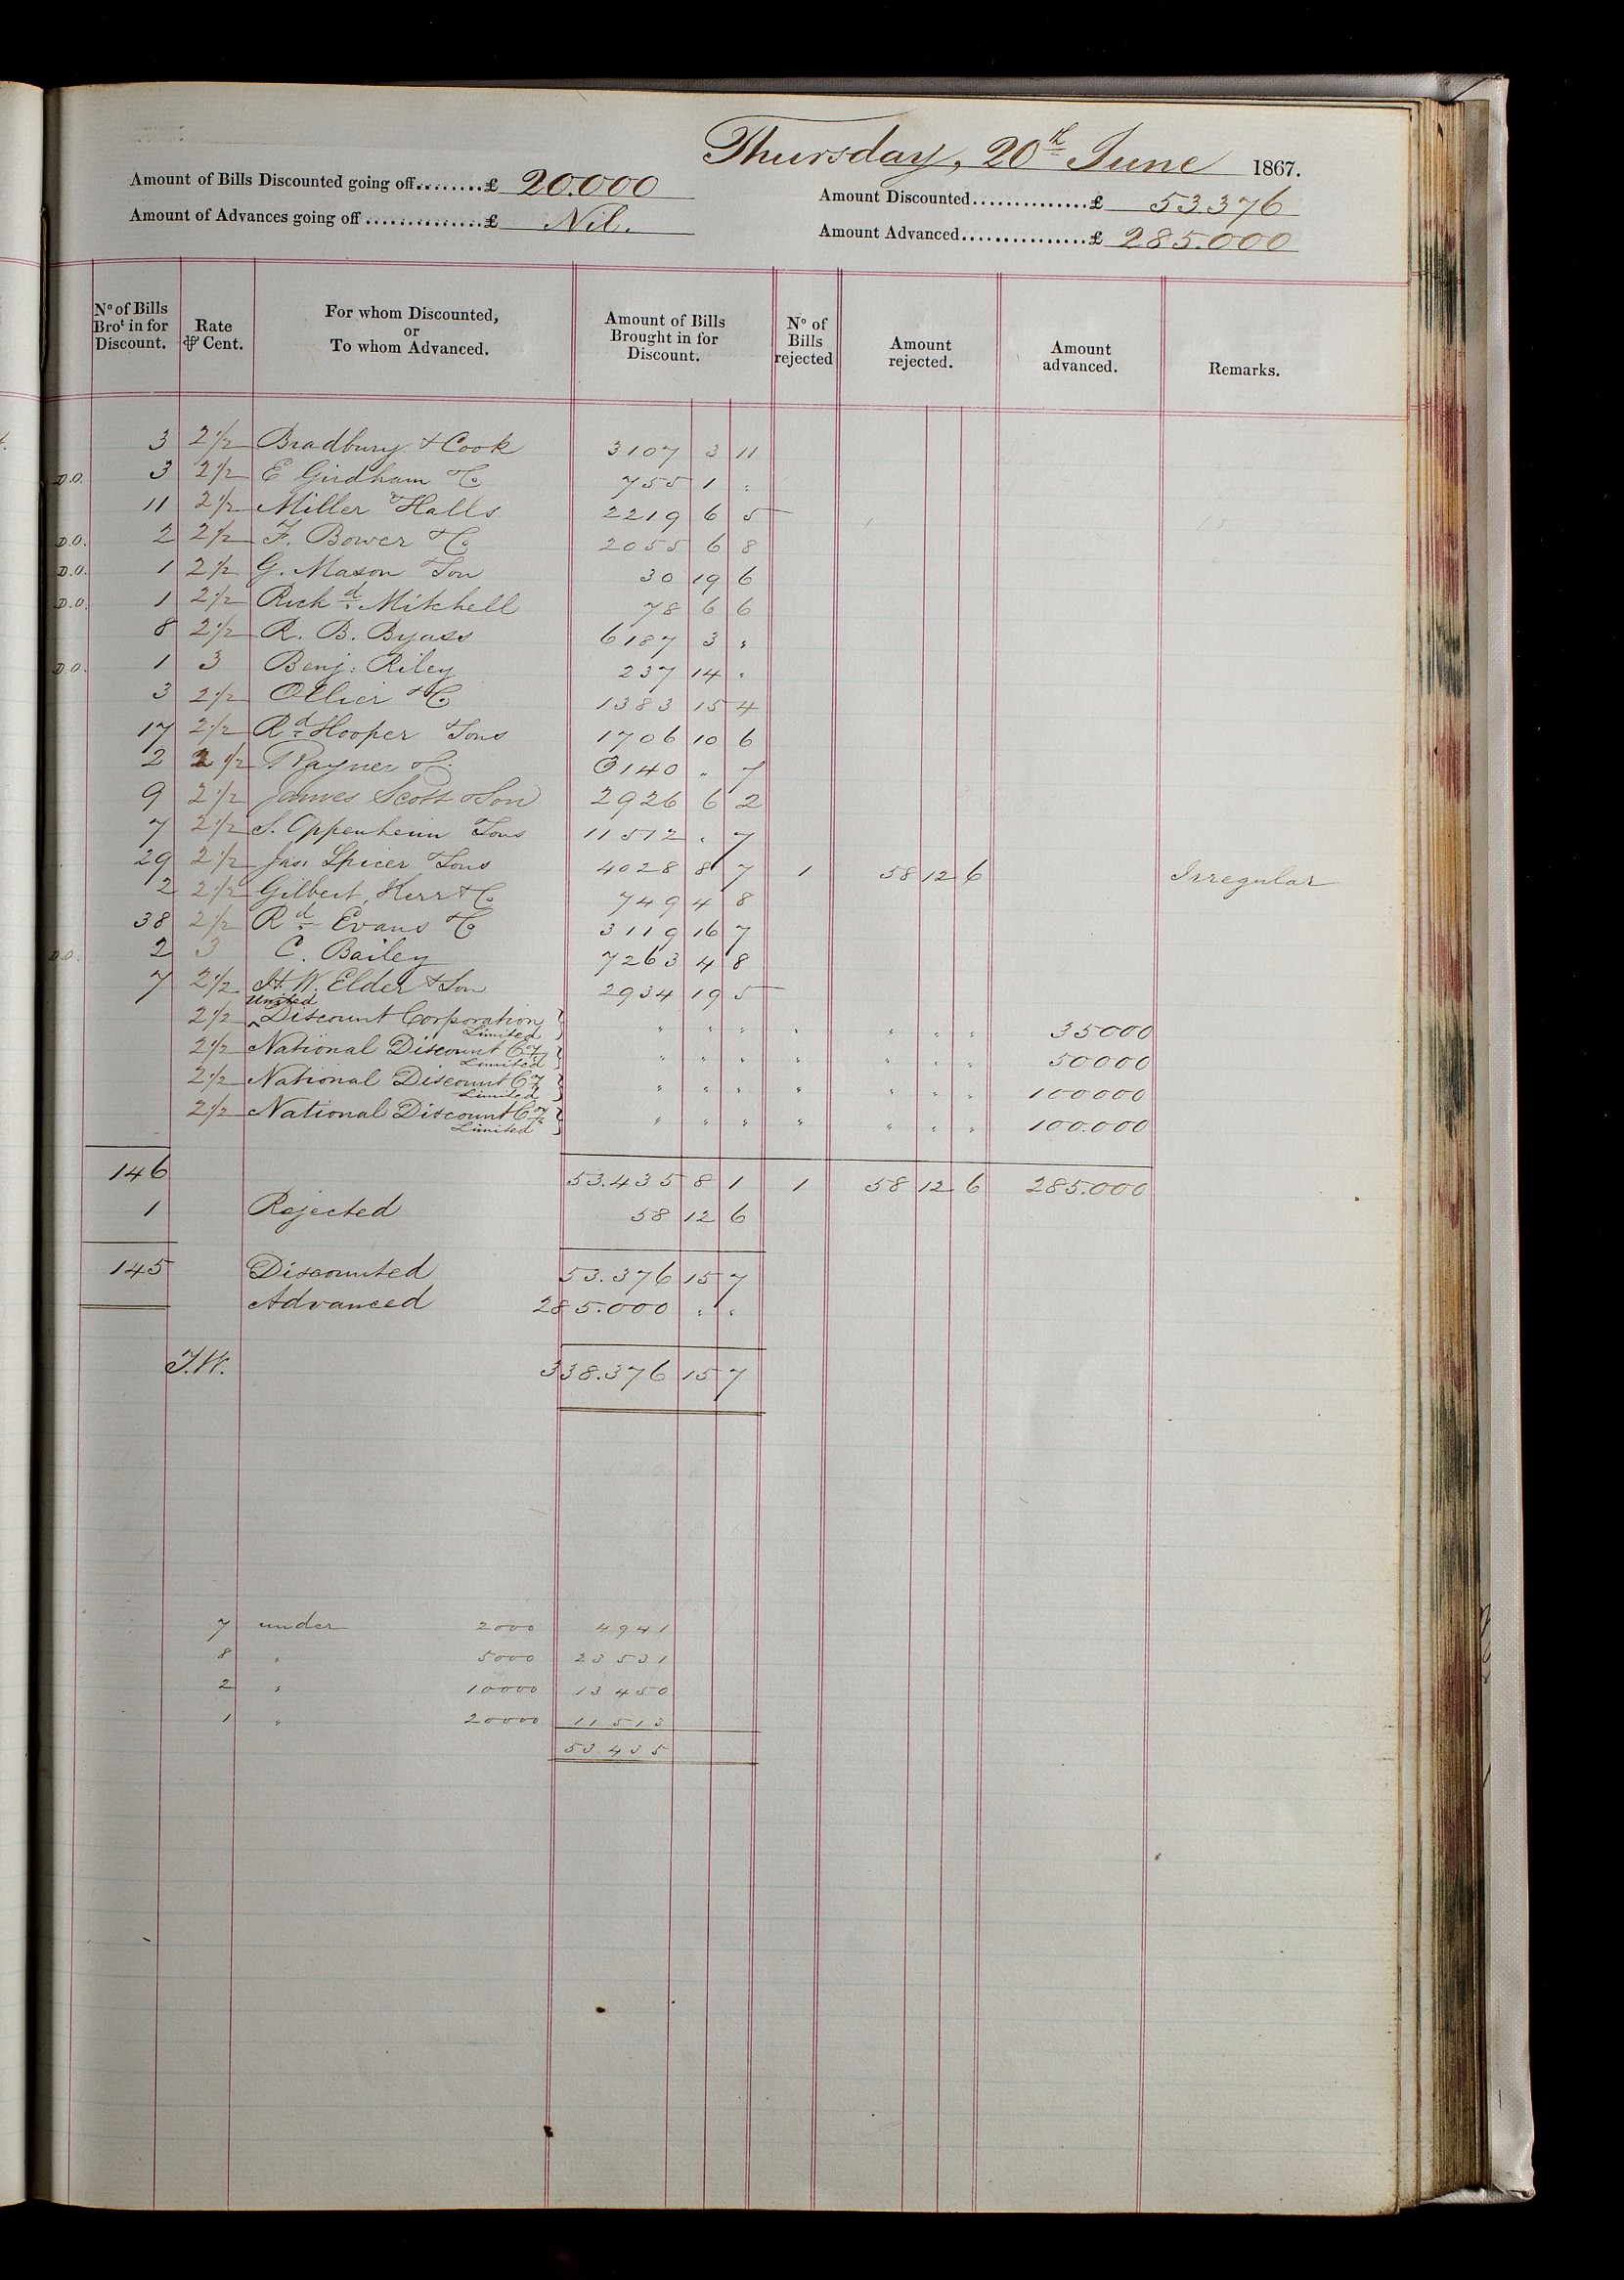 Thursday, 20th June 1867.
Amount of Bills Discounted going off........£ 20.000
Amount Discounted..............£ 53.376
Amount of Advances going off..............£ Nil.
Amount Advanced................£ 285.000
No of Bills Brot in for Discount. Rate ⅌ Cent. For whom Discounted, or To whom Advanced. Amount of Bills Brought in for Discount. No of Bills rejected Amount rejected. Amount advanced. Remarks.
3 2½ Bradbury & Cook 3107 3 11
D.O. 3 2½ E Girdham & Co 755 1 "
11 2½ Miller & Halls 2219 6 5
D.O. 2 2½ F. Bower & Co 2055 6 8
D.O. 1 2½ G. Mason & Son 30 19 6
D.O. 1 2½ Richd. Mitchell 78 6 6
8 2½ R. B. Byass 6187 3 "
D.O. 1 3 Benj: Riley 237 14 "
3 2½ Ollier & Co 1383 15 4
17 2½ Rd. Hooper & Sons 1706 10 6
2 2½ Rayner & Co. 3140 " 7
9 2½ James Scott & Son 2926 6 2
7 2½ S. Oppenheim & Sons 11512 " 7
29 2½ Jas. Spicer & Sons 4028 8 7 1 58 12 6 Irregular
2 2½ Gilbert, Kerr & Co 749 4 8
38 2½ Rd. Evans & Co 3119 16 7
D.O. 2 3 C. Bailey 7263 4 8
7 2½ H. W. Elder & Son 2934 19 5
2½ United Discount Corporation Limited } " " " " " " " 35000
2½ National Discount Coy Limited } " " " " " " " 50000
2½ National Discount Coy Limited } " " " " " " " 100000
2½ National Discount Coy Limited } " " " " " " " 100.000
146 53.435 8 1 1 58 12 6 285.000
1 Rejected 58 12 6
145 Discounted 53.376 15 7
Advanced 285.000 " "
T.W. 338.376 15 7
7 under 2000 4941
8 " 5000 23531
2 " 10000 13450
1 " 20000 11513
53435